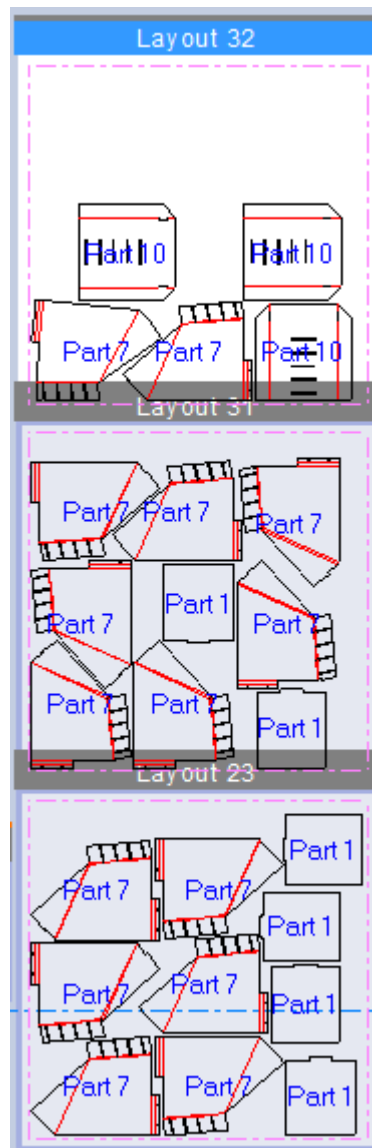 Layout 32
Part 10 Part 10
Part 7 Part 7 Part 10
Layout 31
Part 7 Part 7 Part 7
Part 7 Part 1 Part 7
Part 7 Part 7 Part 1
Layout 23
Part 1
Part 7 Part 7
Part 1
Part 7 Part 7 Part 1
Part 7 Part 7 Part 1